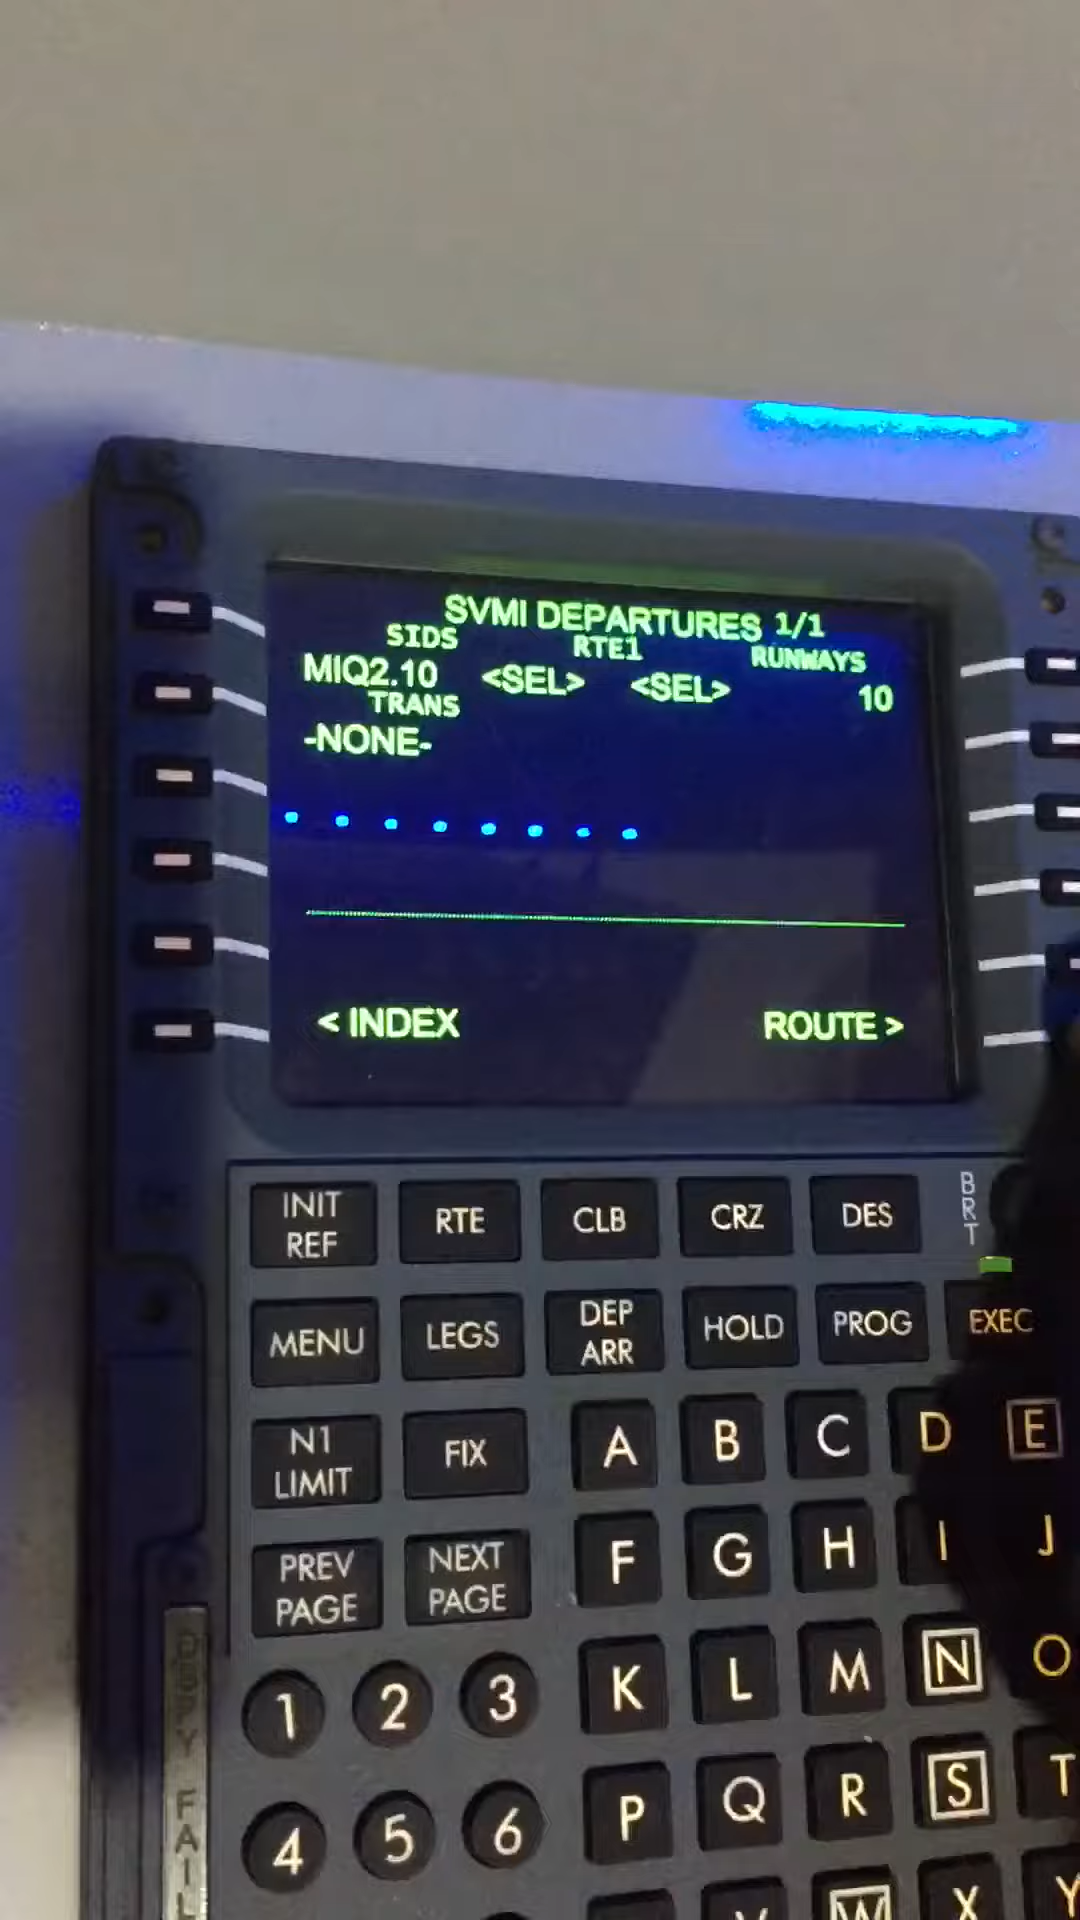 SVMI DEPARTURES 1/1
SIDS RTE1 RUNWAYS
MIQ2.10 <SEL> <SEL> 10
TRANS
-NONE-
< INDEX ROUTE >
INIT REF
RTE
CLB
CRZ
DES
BRT
MENU
LEGS
DEP ARR
HOLD
PROG
EXEC
N1 LIMIT
FIX
A B C D E
PREV PAGE
NEXT PAGE
F G H I J
1 2 3
K L M N O
4 5 6
P Q R S T
W X Y
FAIL